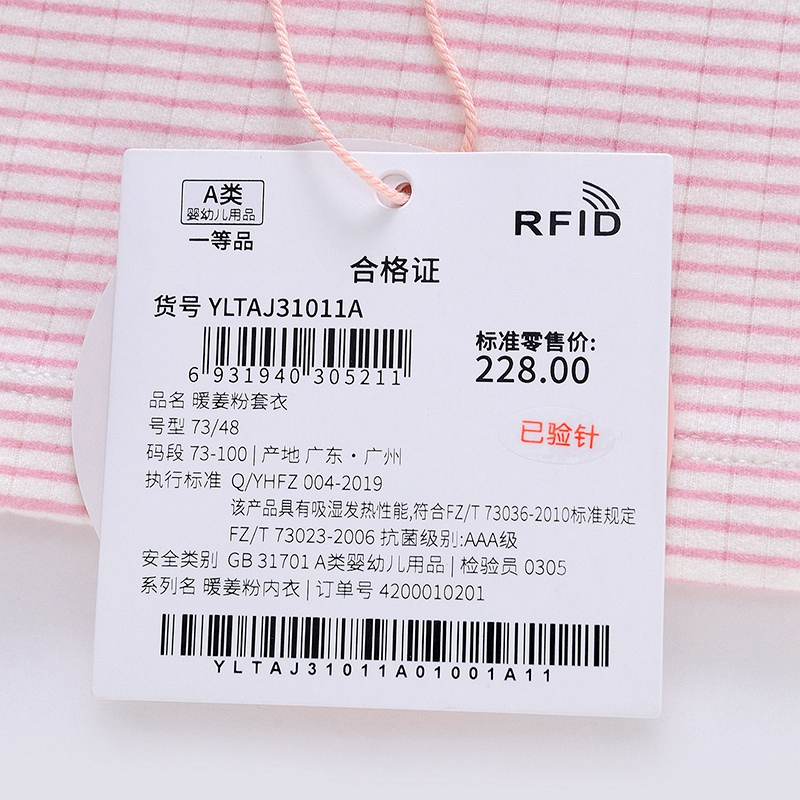 A类
婴幼儿用品
一等品
RFID
合格证
货号 YLTAJ31011A
6 931940 305211
标准零售价:
228.00
品名 暖姜粉套衣
号型 73/48
码段 73-100 | 产地 广东·广州
已验针
执行标准 Q/YHFZ 004-2019
该产品具有吸湿发热性能,符合FZ/T 73036-2010标准规定
FZ/T 73023-2006 抗菌级别:AAA级
安全类别 GB 31701 A类婴幼儿用品 | 检验员 0305
系列名 暖姜粉内衣 | 订单号 4200010201
YLTAJ31011A01001A11